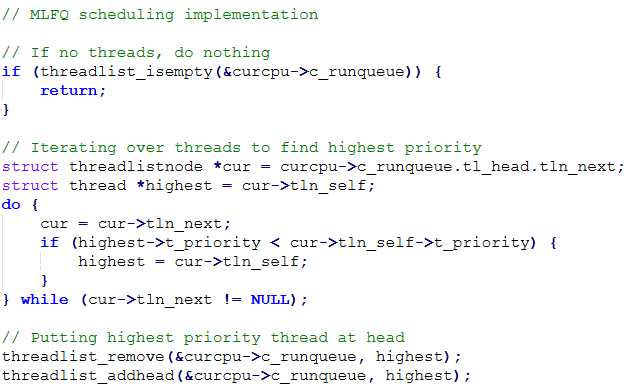 // MLFQ scheduling implementation
// If no threads, do nothing
if (threadlist_isempty(&curcpu->c_runqueue)) {
    return;
}
// Iterating over threads to find highest priority
struct threadlistnode *cur = curcpu->c_runqueue.tl_head.tln_next;
struct thread *highest = cur->tln_self;
do {
    cur = cur->tln_next;
    if (highest->t_priority < cur->tln_self->t_priority) {
        highest = cur->tln_self;
    }
} while (cur->tln_next != NULL);
// Putting highest priority thread at head
threadlist_remove(&curcpu->c_runqueue, highest);
threadlist_addhead(&curcpu->c_runqueue, highest);